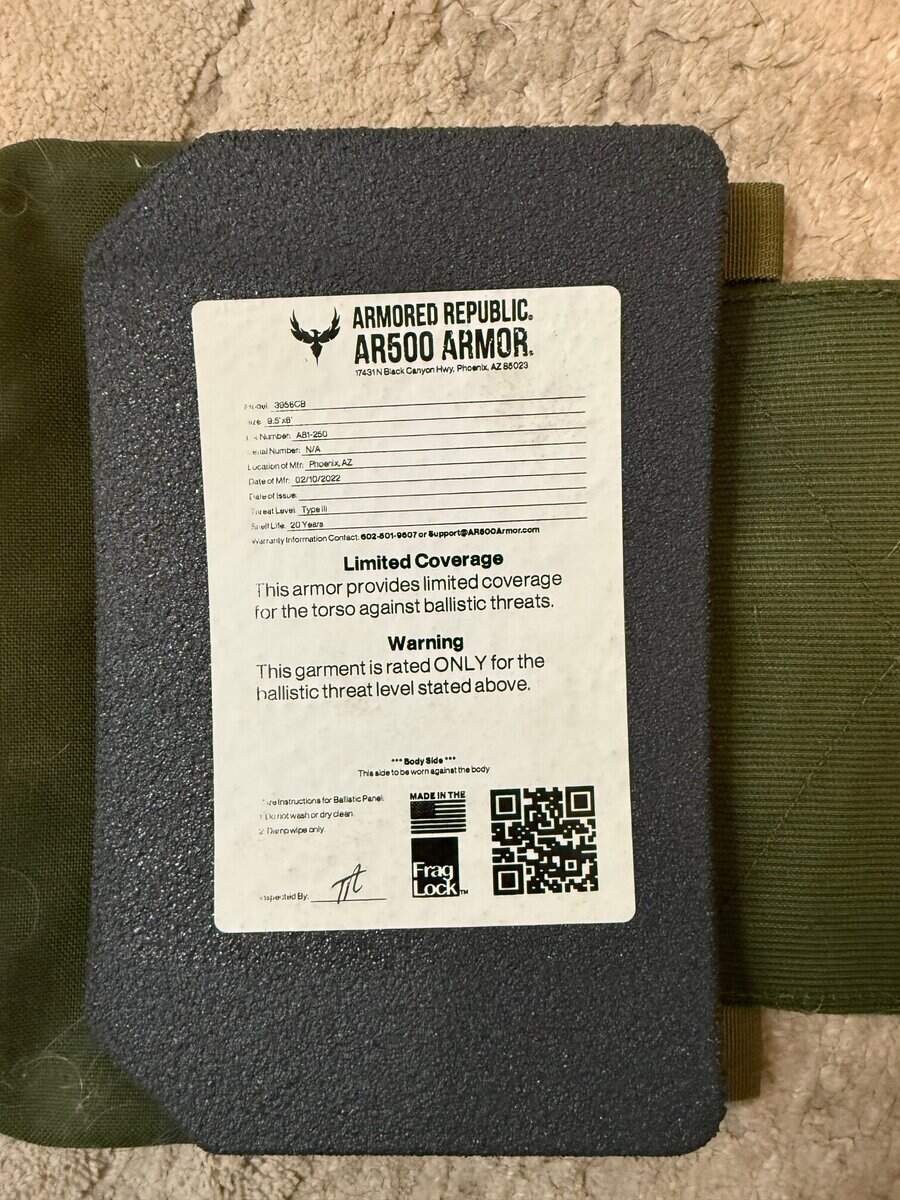 ARMORED REPUBLIC®
AR500 ARMOR®
17431 N Black Canyon Hwy, Phoenix, AZ 85023
3956CB
9.5"x6"
Number: AB1-250
Serial Number: N/A
Location of Mfr: Phoenix, AZ
Date of Mfr: 02/10/2022
Date of Issue:
Threat Level: Type III
Shelf Life: 20 Years
Warranty Information Contact: 602-501-9607 or Support@AR500Armor.com
Limited Coverage
This armor provides limited coverage
for the torso against ballistic threats.
Warning
This garment is rated ONLY for the
ballistic threat level stated above.
*** Body Side ***
This side to be worn against the body
Care Instructions for Ballistic Panel:
1. Do not wash or dry clean.
2. Damp wipe only.
MADE IN THE
Frag
Lock™
Inspected By: